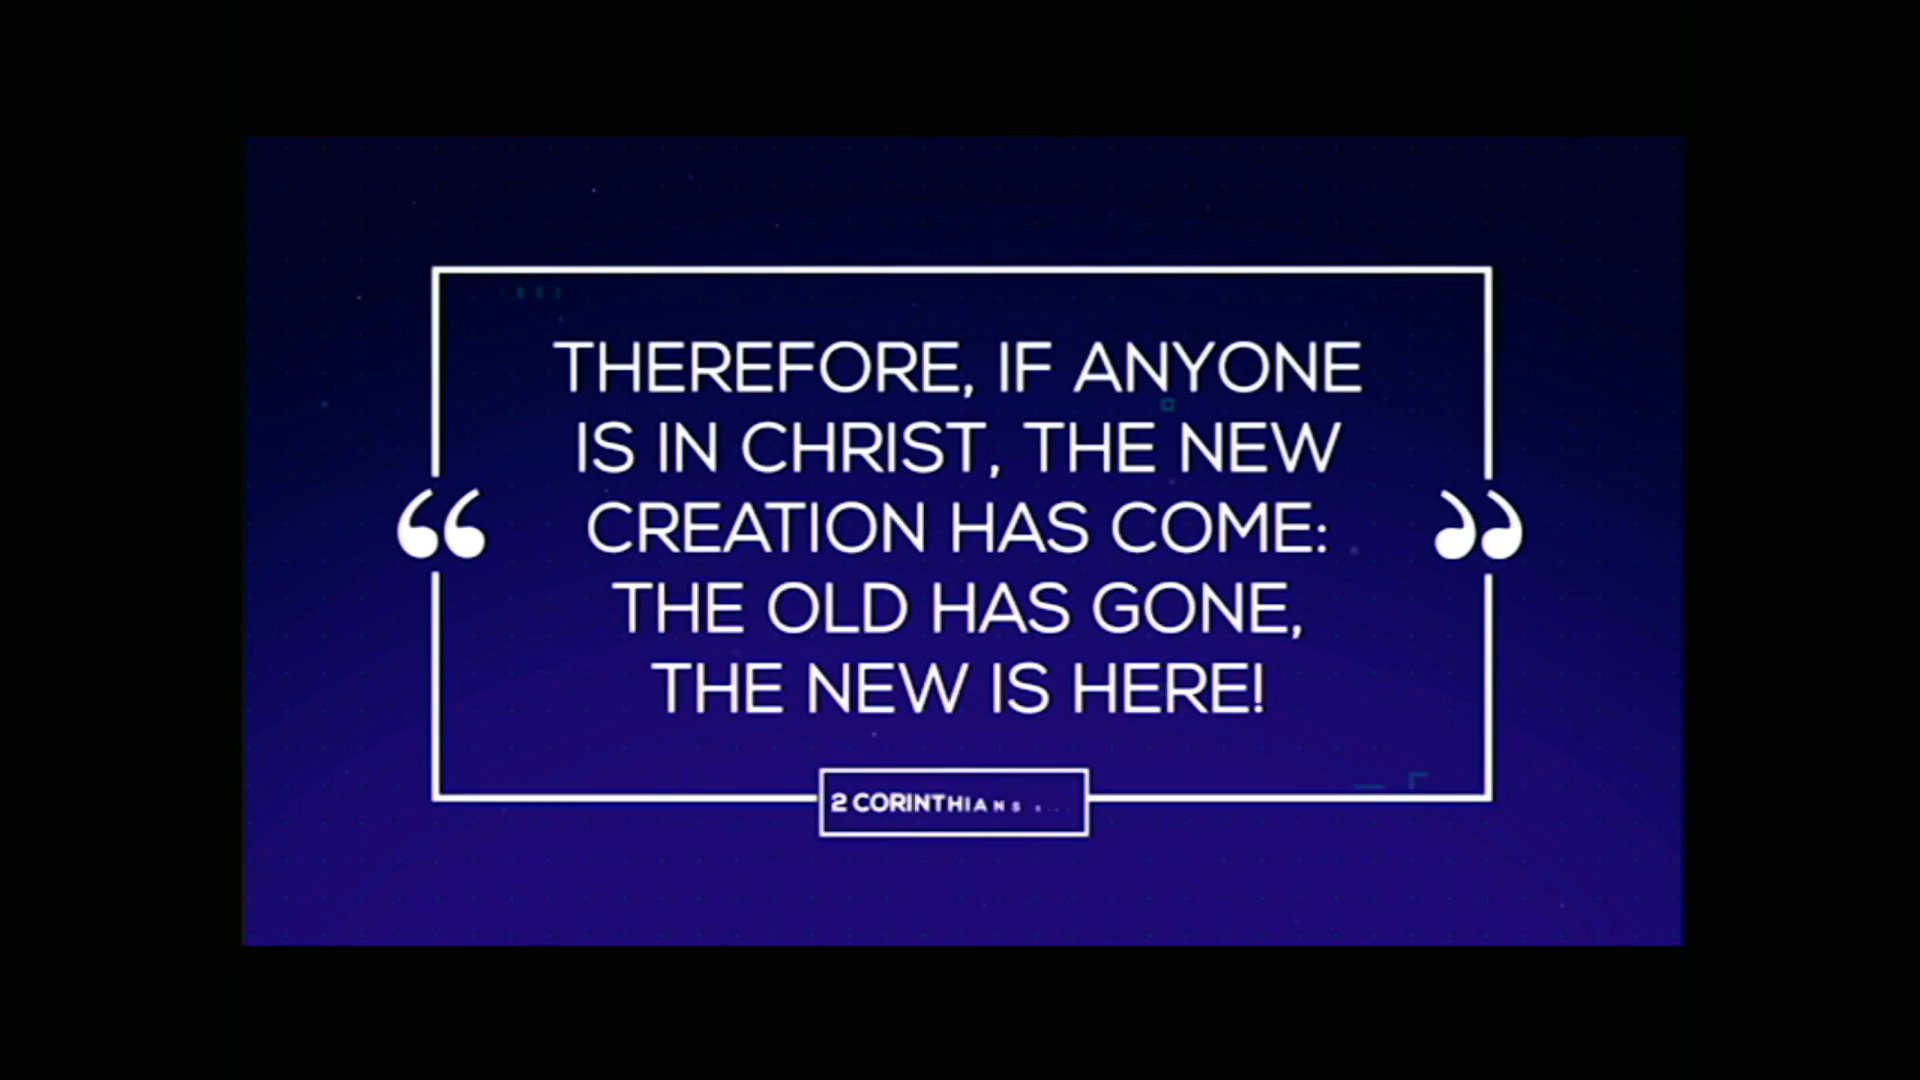 THEREFORE, IF ANYONE
IS IN CHRIST, THE NEW
CREATION HAS COME:
THE OLD HAS GONE,
THE NEW IS HERE!
2 CORINTHIANS